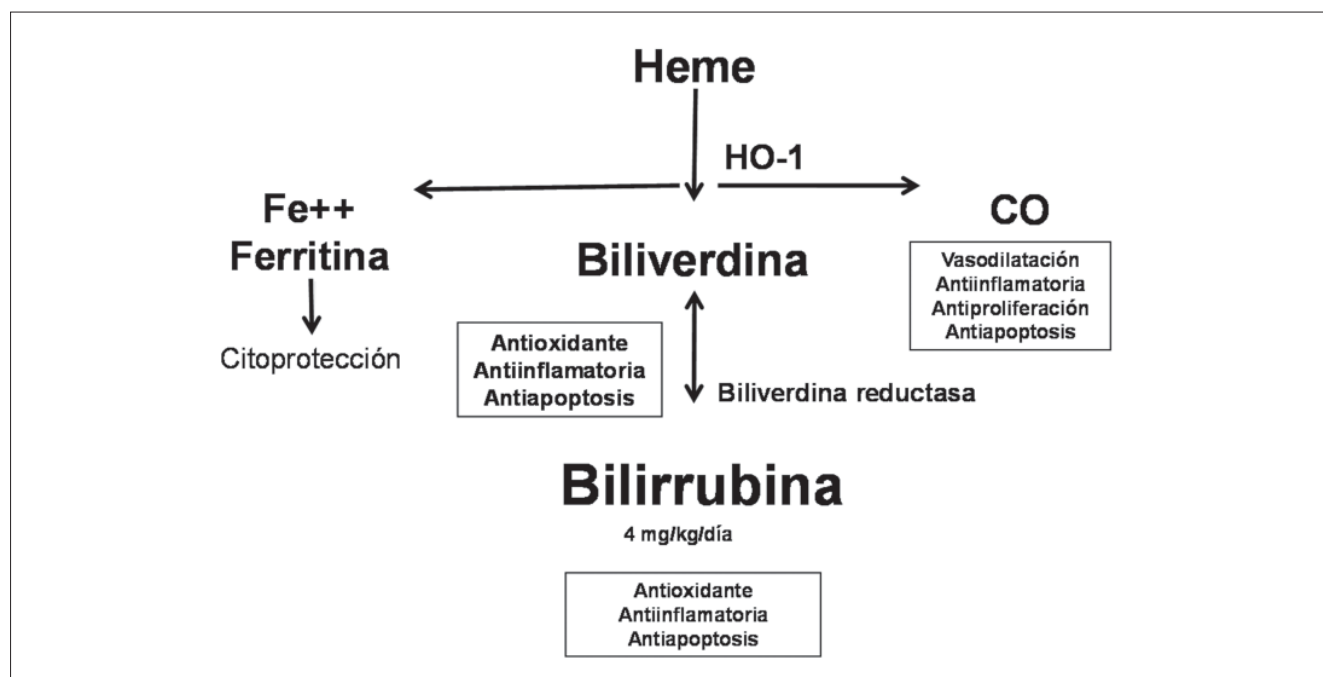 Heme
HO-1
Fe++
Ferritina
CO
Biliverdina
Vasodilatación
Antiinflamatoria
Antiproliferación
Antiapoptosis
Citoprotección
Antioxidante
Antiinflamatoria
Antiapoptosis
Biliverdina reductasa
Bilirrubina
4 mg/kg/día
Antioxidante
Antiinflamatoria
Antiapoptosis